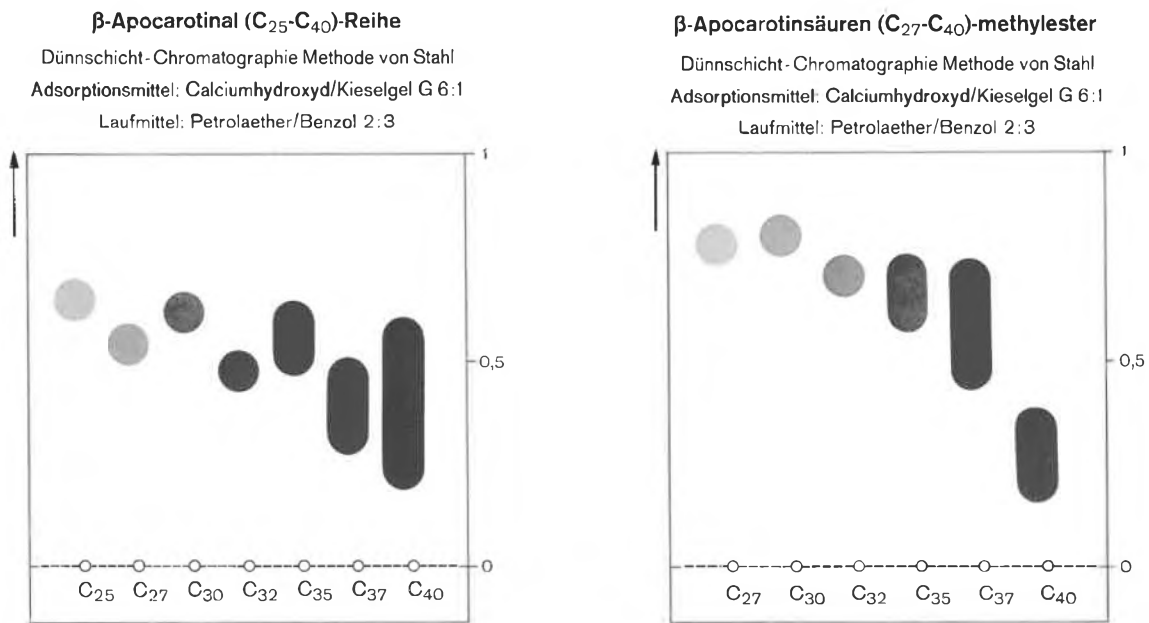 β-Apocarotinal (C₂₅-C₄₀)-Reihe
Dünnschicht-Chromatographie Methode von Stahl
Adsorptionsmittel: Calciumhydroxyd/Kieselgel G 6:1
Laufmittel: Petrolaether/Benzol 2:3
1
0,5
0
C₂₅ C₂₇ C₃₀ C₃₂ C₃₅ C₃₇ C₄₀
β-Apocarotinsäuren (C₂₇-C₄₀)-methylester
Dünnschicht-Chromatographie Methode von Stahl
Adsorptionsmittel: Calciumhydroxyd/Kieselgel G 6:1
Laufmittel: Petrolaether/Benzol 2:3
1
0,5
0
C₂₇ C₃₀ C₃₂ C₃₅ C₃₇ C₄₀